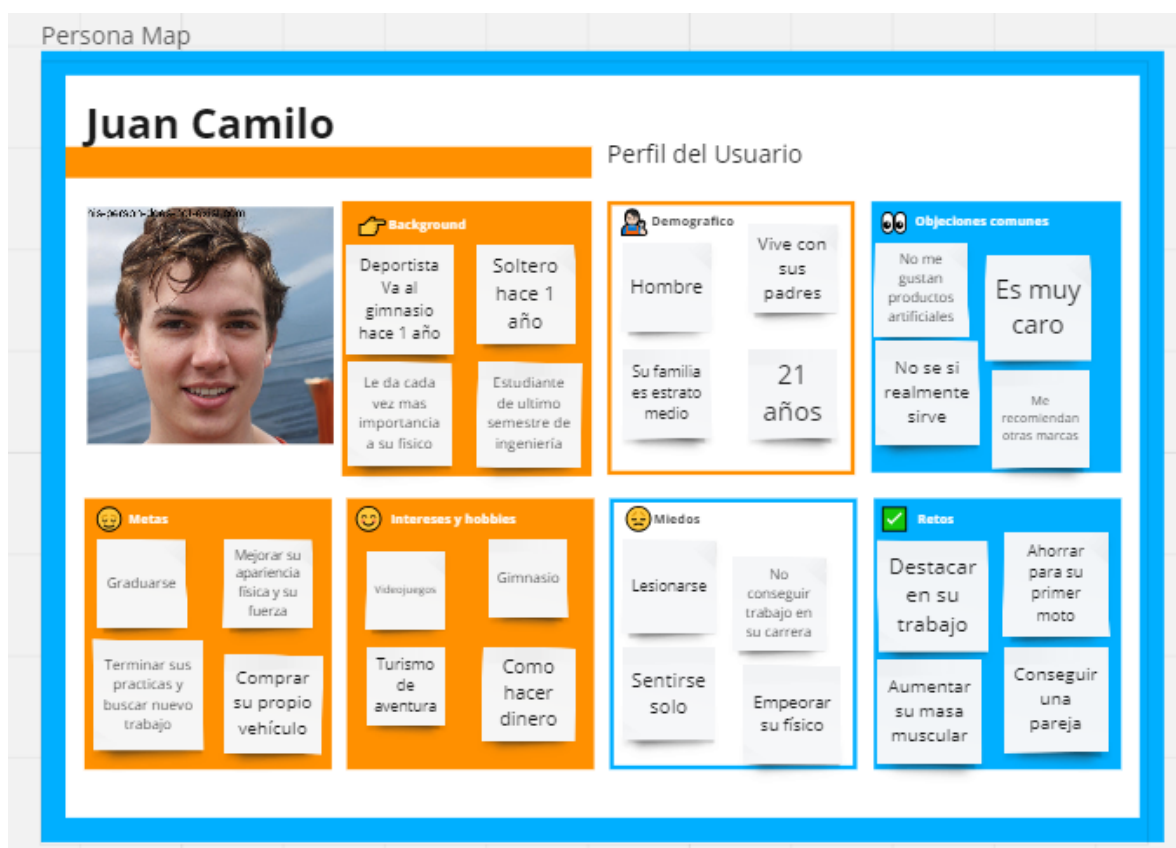 Persona Map
Juan Camilo
Perfil del Usuario
Background
Deportista
Va al
gimnasio
hace 1 año
Soltero
hace 1
año
Le da cada
vez mas
importancia
a su fisico
Estudiante
de ultimo
semestre de
ingeniería
Demografico
Hombre
Vive con
sus
padres
Su familia
es estrato
medio
21
años
Objeciones comunes
No me
gustan
productos
artificiales
Es muy
caro
No se si
realmente
sirve
Me
recomiendan
otras marcas
Metas
Graduarse
Mejorar su
apariencia
física y su
fuerza
Terminar sus
practicas y
buscar nuevo
trabajo
Comprar
su propio
vehículo
Intereses y hobbies
Videojuegos
Gimnasio
Turismo
de
aventura
Como
hacer
dinero
Miedos
Lesionarse
No
conseguir
trabajo en
su carrera
Sentirse
solo
Empeorar
su físico
Retos
Destacar
en su
trabajo
Ahorrar
para su
primer
moto
Aumentar
su masa
muscular
Conseguir
una
pareja